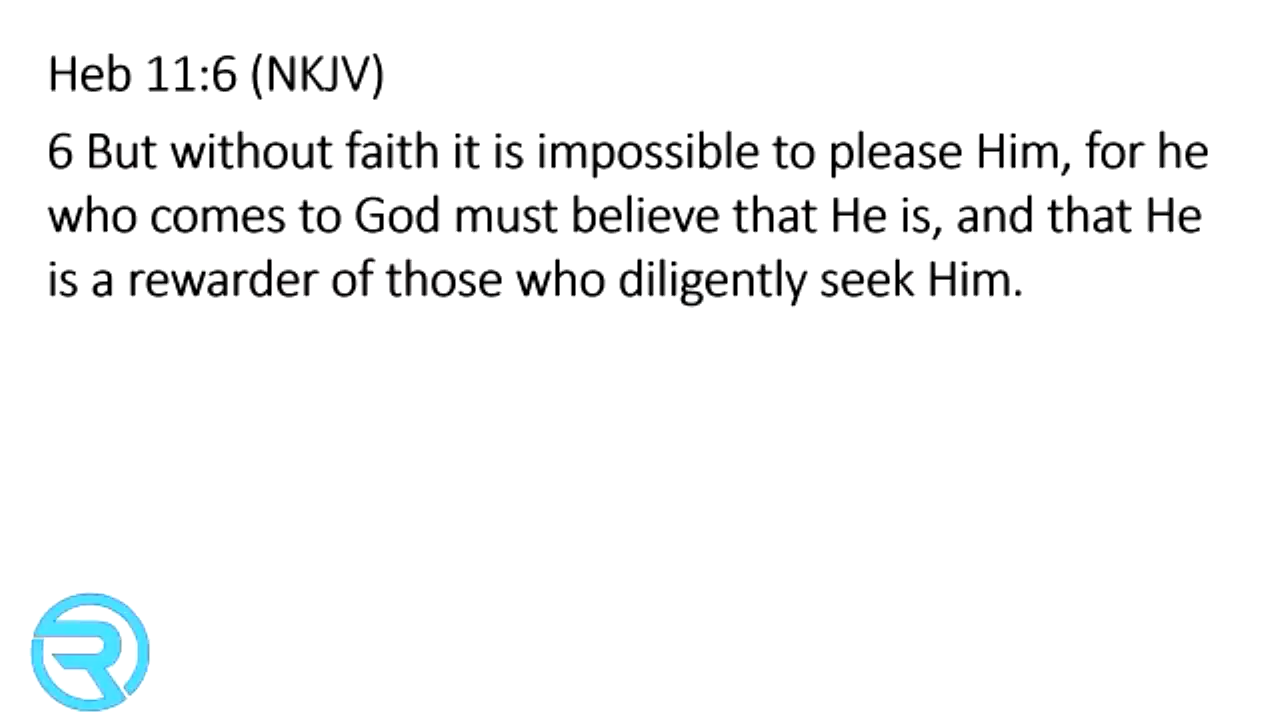 Heb 11:6 (NKJV)
6 But without faith it is impossible to please Him, for he
who comes to God must believe that He is, and that He
is a rewarder of those who diligently seek Him.
R